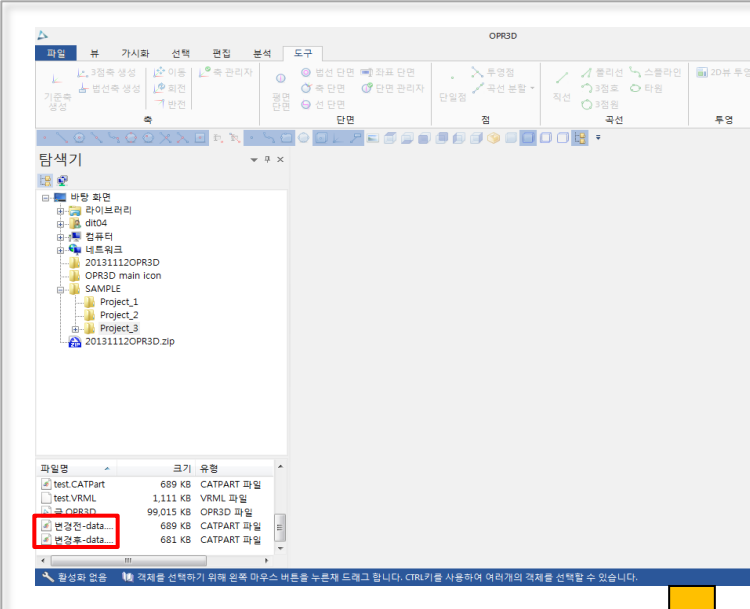 OPR3D
파일 뷰 가시화 선택 편집 분석 도구
기준축 생성 3점축 생성 법선축 생성 이동 회전 반전 축 관리자
축
평면 단면 법선 단면 축 단면 선 단면 좌표 단면 단면 관리자
단면
단일점 투영점 곡선 분할
점
직선 폴리선 3점호 3점원 스플라인 타원
곡선
2D뷰 투영
투영
탐색기
바탕 화면
라이브러리
dit04
컴퓨터
네트워크
20131112OPR3D
OPR3D main icon
SAMPLE
Project_1
Project_2
Project_3
20131112OPR3D.zip
파일명 크기 유형
test.CATPart 689 KB CATPART 파일
test.VRML 1,111 KB VRML 파일
굴.OPR3D 99,015 KB OPR3D 파일
변경전-data.... 689 KB CATPART 파일
변경후-data.... 681 KB CATPART 파일
활성화 없음 객체를 선택하기 위해 왼쪽 마우스 버튼을 누른재 드래그 합니다. CTRL키를 사용하여 여러개의 객체를 선택할 수 있습니다.